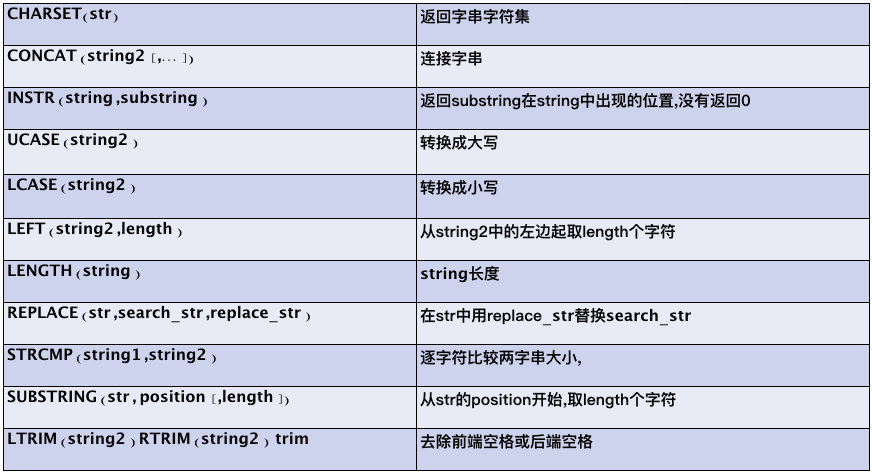 CHARSET(str) 返回字串字符集
CONCAT (string2 [,... ]) 连接字串
INSTR (string ,substring ) 返回substring在string中出现的位置,没有返回0
UCASE (string2 ) 转换成大写
LCASE (string2 ) 转换成小写
LEFT (string2 ,length ) 从string2中的左边起取length个字符
LENGTH (string ) string长度
REPLACE (str ,search_str ,replace_str ) 在str中用replace_str替换search_str
STRCMP (string1 ,string2 ) 逐字符比较两字串大小,
SUBSTRING (str , position [,length ]) 从str的position开始,取length个字符
LTRIM (string2 ) RTRIM (string2 ) trim 去除前端空格或后端空格